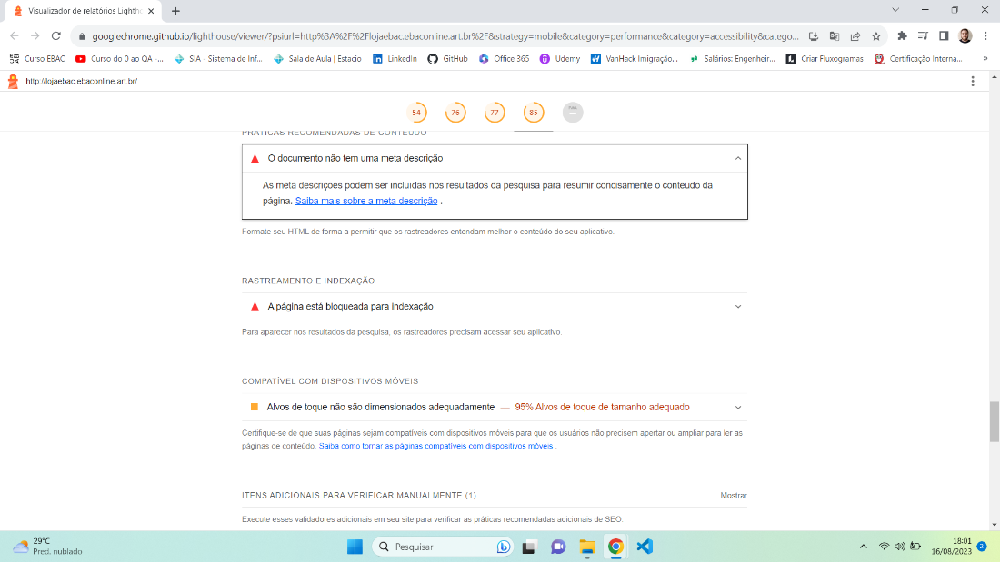 Visualizador de relatórios Lightho
googlechrome.github.io/lighthouse/viewer/?psiurl=http%3A%2F%2Flojaebac.ebaconline.art.br%2F&strategy=mobile&category=performance&category=accessibility&catego...
EBAC Curso EBAC
Curso do 0 ao QA -...
SIA - Sistema de Inf...
Sala de Aula | Estacio
LinkedIn
GitHub
Office 365
Udemy
VanHack Imigração...
Salários: Engenheir...
Criar Fluxogramas
Certificação Interna...
»
http://lojaebac.ebaconline.art.br/
54
76
77
85
PWA
PRÁTICAS RECOMENDADAS DE CONTEÚDO
O documento não tem uma meta descrição
As meta descrições podem ser incluídas nos resultados da pesquisa para resumir concisamente o conteúdo da
página. Saiba mais sobre a meta descrição .
Formate seu HTML de forma a permitir que os rastreadores entendam melhor o conteúdo do seu aplicativo.
RASTREAMENTO E INDEXAÇÃO
A página está bloqueada para indexação
Para aparecer nos resultados da pesquisa, os rastreadores precisam acessar seu aplicativo.
COMPATÍVEL COM DISPOSITIVOS MÓVEIS
Alvos de toque não são dimensionados adequadamente — 95% Alvos de toque de tamanho adequado
Certifique-se de que suas páginas sejam compatíveis com dispositivos móveis para que os usuários não precisem apertar ou ampliar para ler as
páginas de conteúdo. Saiba como tornar as páginas compatíveis com dispositivos móveis .
ITENS ADICIONAIS PARA VERIFICAR MANUALMENTE (1)
Mostrar
Execute esses validadores adicionais em seu site para verificar as práticas recomendadas adicionais de SEO.
29°C
Pred. nublado
Pesquisar
18:01
16/08/2023
2